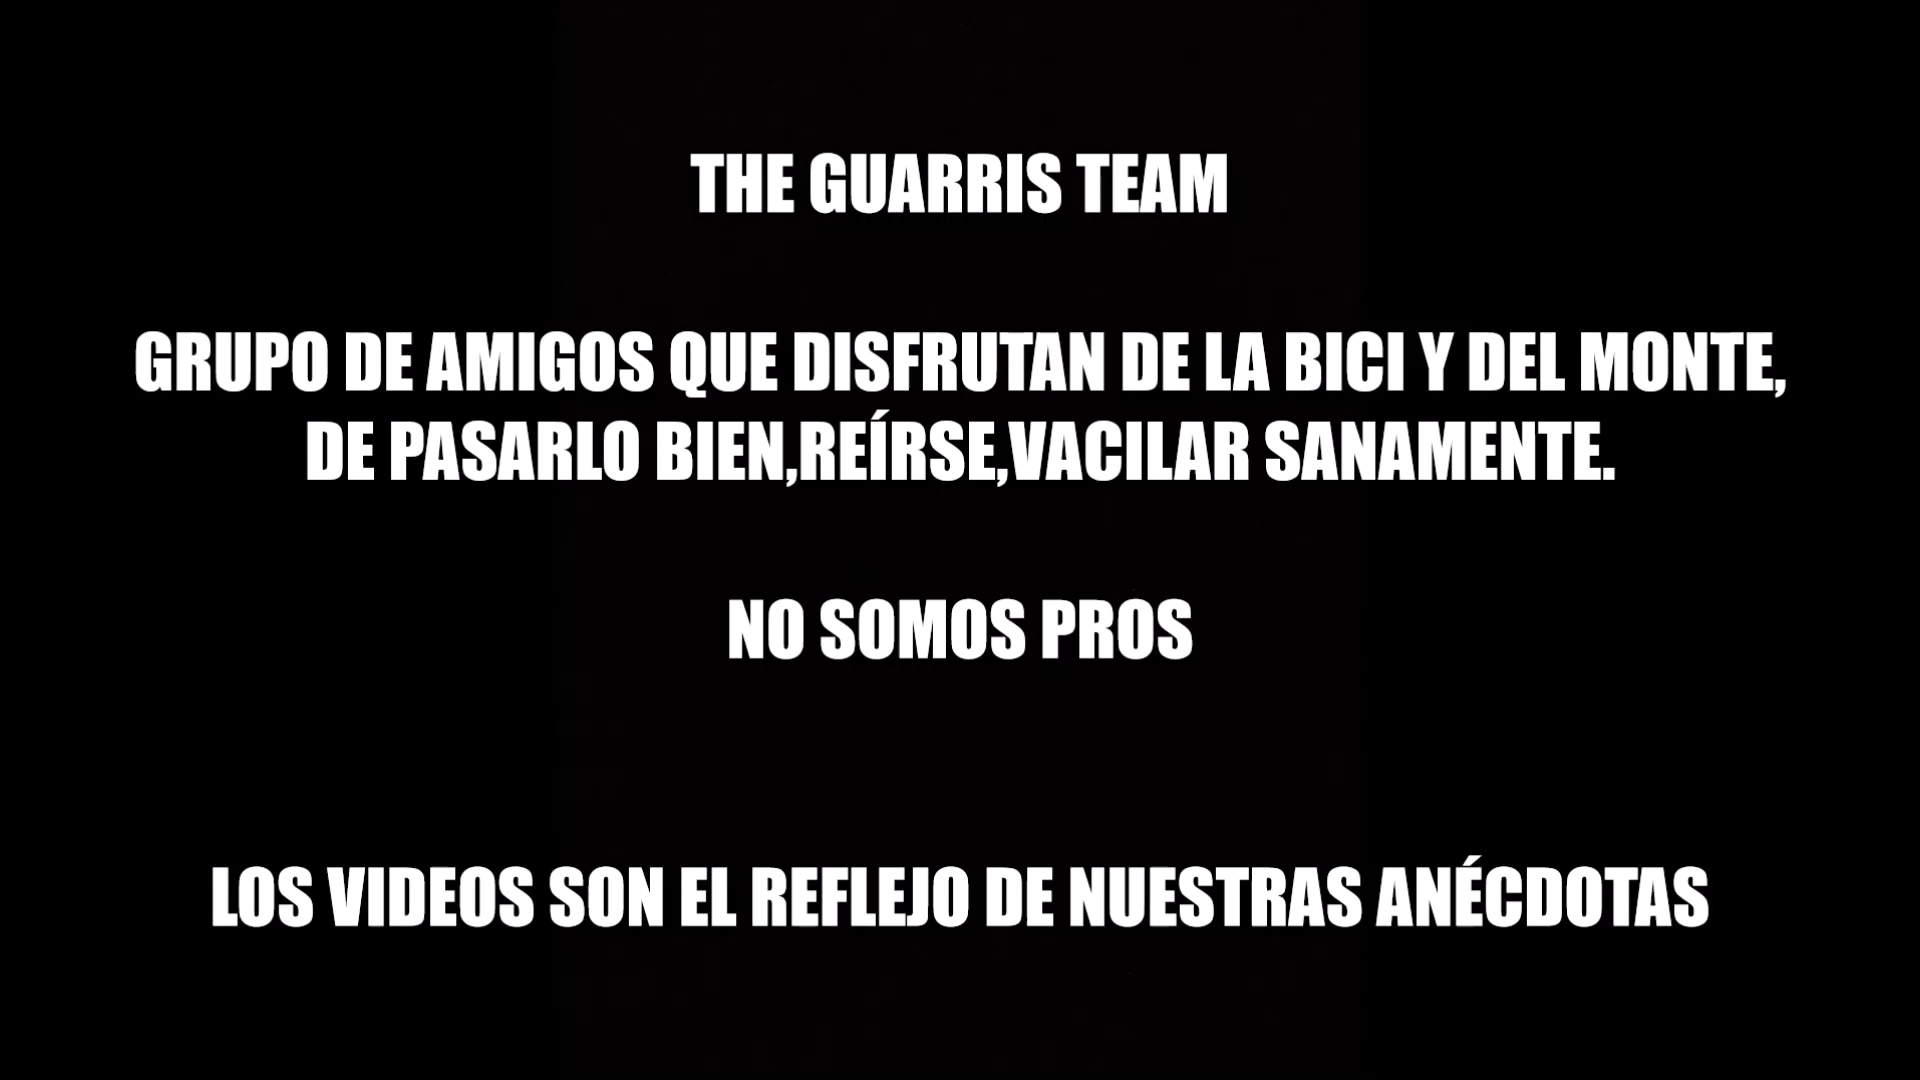 THE GUARRIS TEAM
GRUPO DE AMIGOS QUE DISFRUTAN DE LA BICI Y DEL MONTE,
DE PASARLO BIEN,REÍRSE,VACILAR SANAMENTE.
NO SOMOS PROS
LOS VIDEOS SON EL REFLEJO DE NUESTRAS ANÉCDOTAS